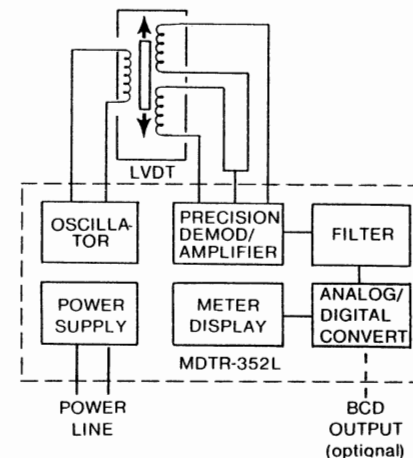 LVDT
OSCILLA-
TOR
PRECISION
DEMOD/
AMPLIFIER
FILTER
POWER
SUPPLY
METER
DISPLAY
ANALOG/
DIGITAL
CONVERT
MDTR-352L
POWER
LINE
BCD
OUTPUT
(optional)